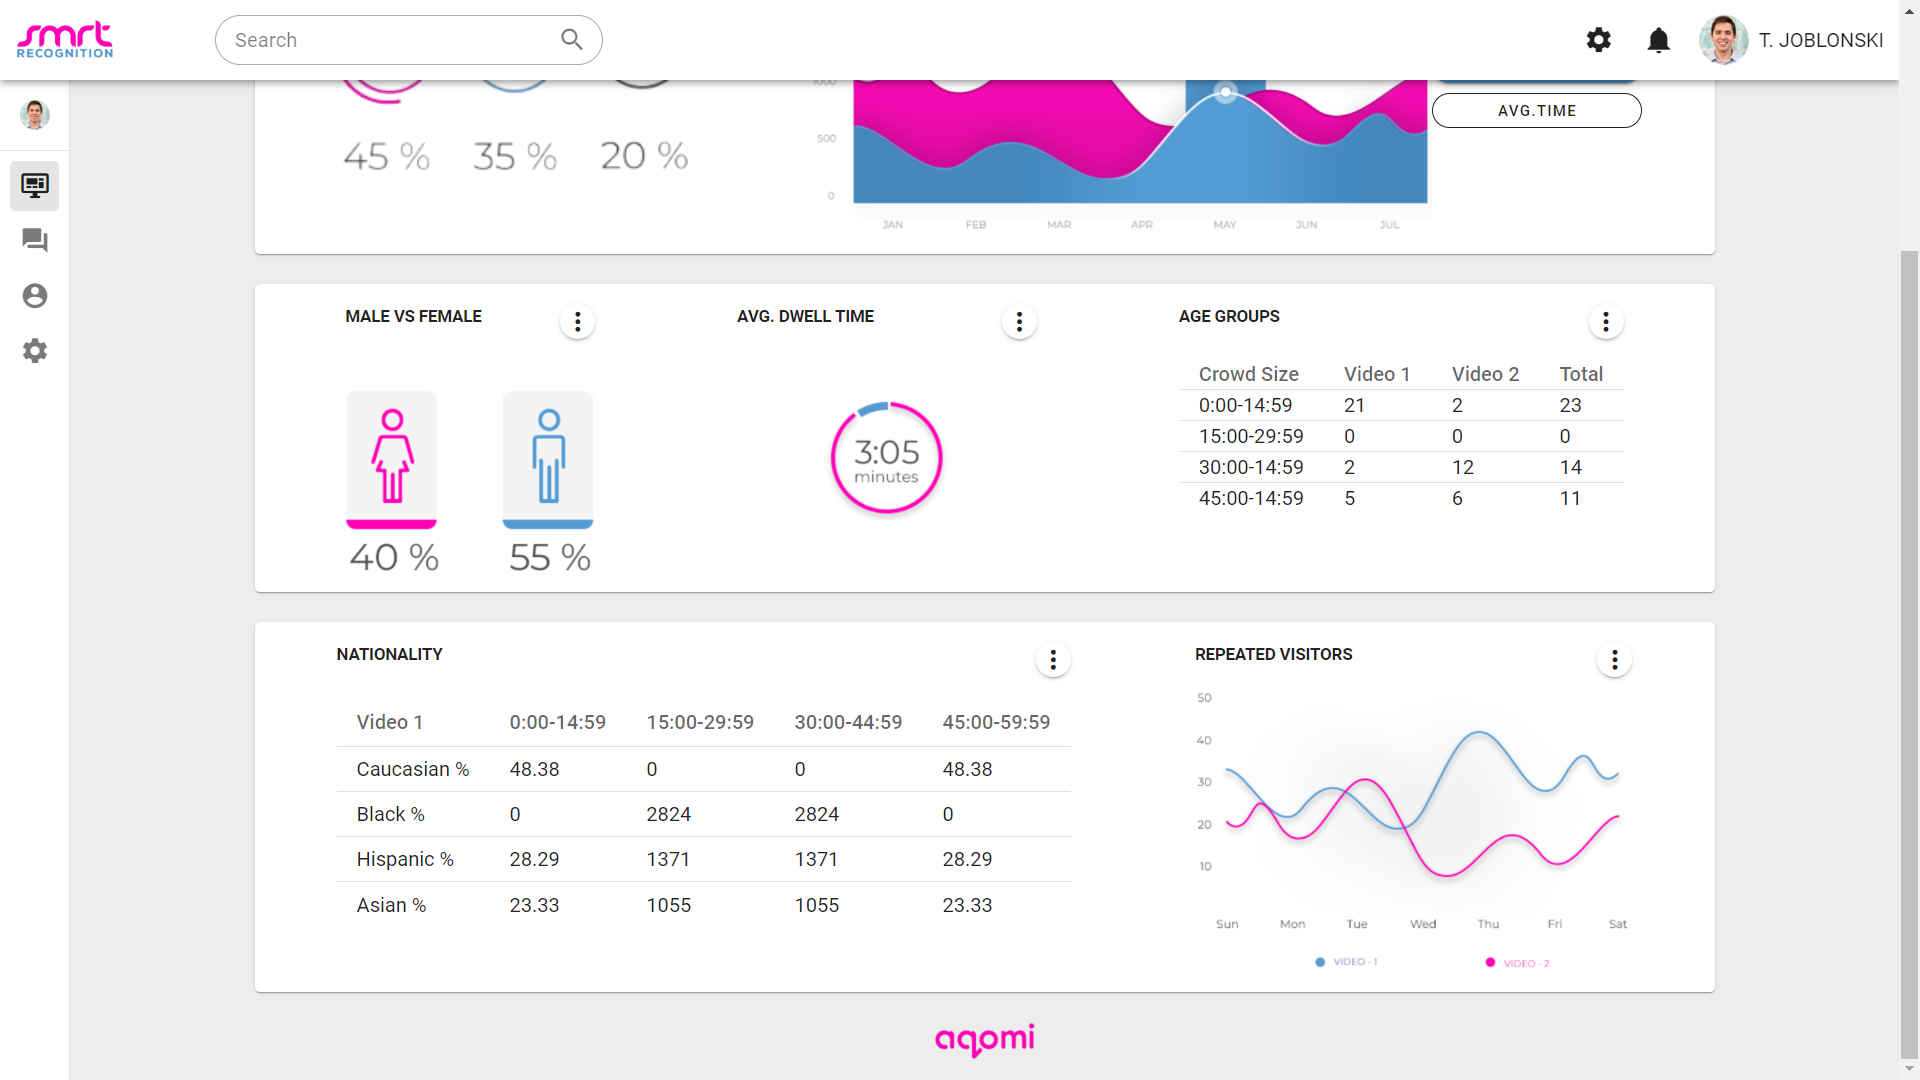 smrt
RECOGNITION
Search
T. JOBLONSKI
1000
AVG.TIME
500
0
45 %
35 %
20 %
JAN FEB MAR APR MAY JUN JUL
MALE VS FEMALE
40 %
55 %
AVG. DWELL TIME
3:05
minutes
AGE GROUPS
Crowd Size Video 1 Video 2 Total
0:00-14:59 21 2 23
15:00-29:59 0 0 0
30:00-14:59 2 12 14
45:00-14:59 5 6 11
NATIONALITY
Video 1 0:00-14:59 15:00-29:59 30:00-44:59 45:00-59:59
Caucasian % 48.38 0 0 48.38
Black % 0 2824 2824 0
Hispanic % 28.29 1371 1371 28.29
Asian % 23.33 1055 1055 23.33
REPEATED VISITORS
50
40
30
20
10
Sun Mon Tue Wed Thu Fri Sat
VIDEO - 1 VIDEO - 2
aqomi